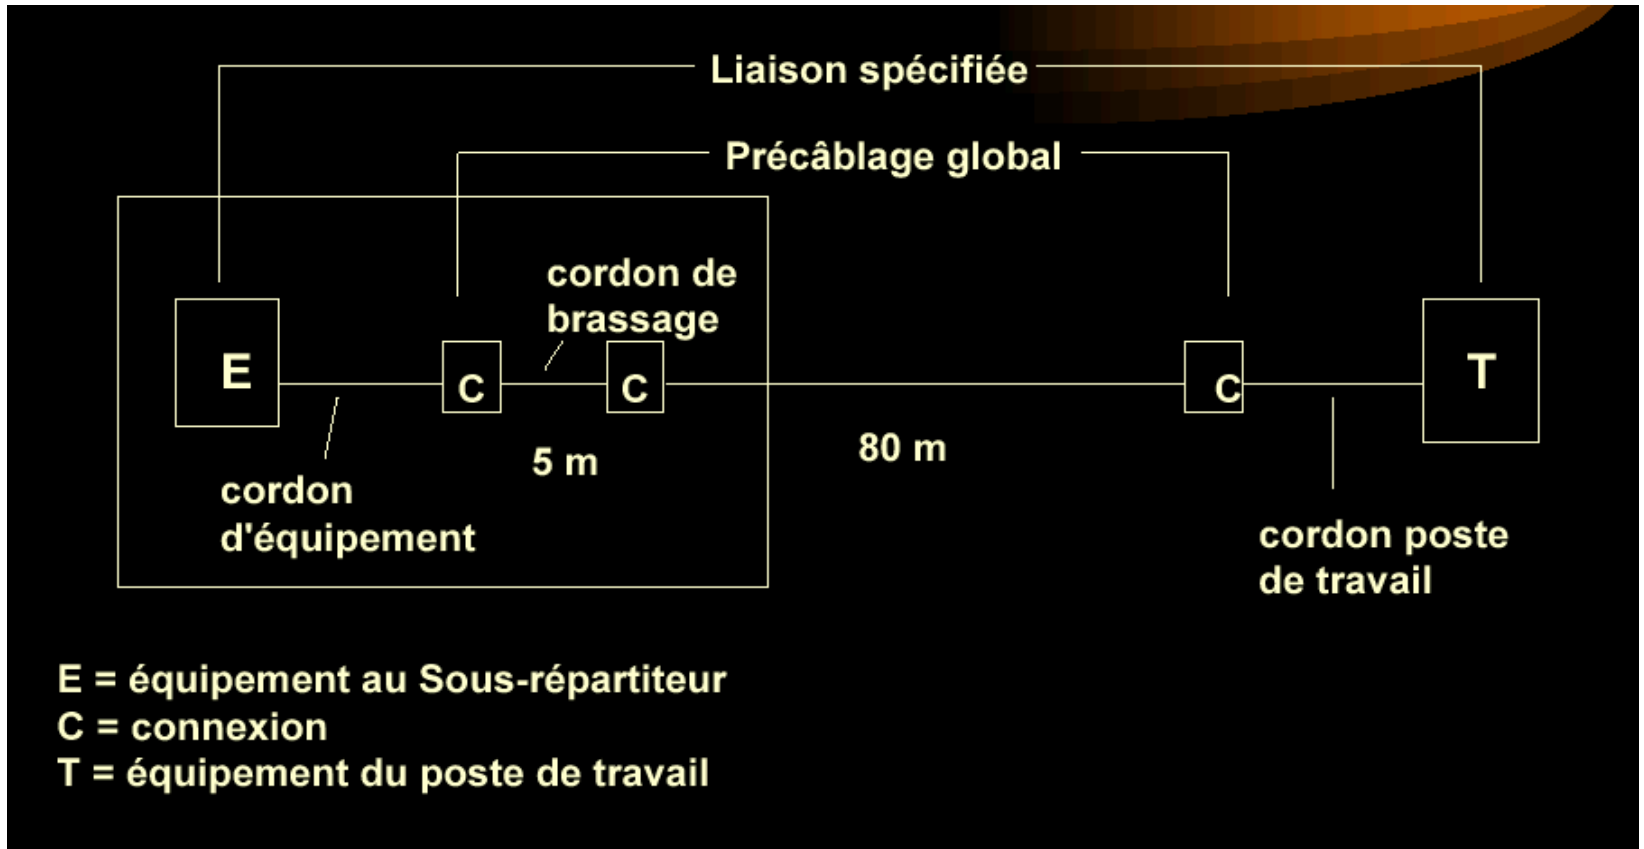 Liaison spécifiée
Précâblage global
cordon de
brassage
E
C
C
C
T
5 m
80 m
cordon
d'équipement
cordon poste
de travail
E = équipement au Sous-répartiteur
C = connexion
T = équipement du poste de travail